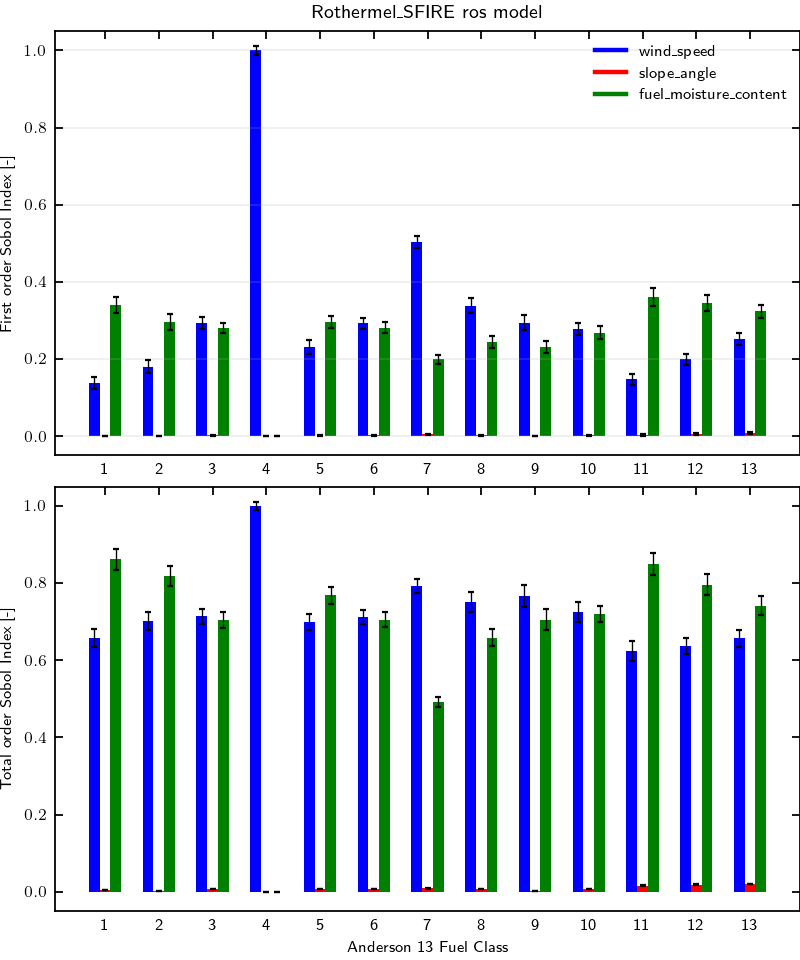 Rothermel_SFIRE ros model
First order Sobol Index [-]
1.0
0.8
0.6
0.4
0.2
0.0
wind_speed
slope_angle
fuel_moisture_content
1 2 3 4 5 6 7 8 9 10 11 12 13
Total order Sobol Index [-]
1.0
0.8
0.6
0.4
0.2
0.0
1 2 3 4 5 6 7 8 9 10 11 12 13
Anderson 13 Fuel Class